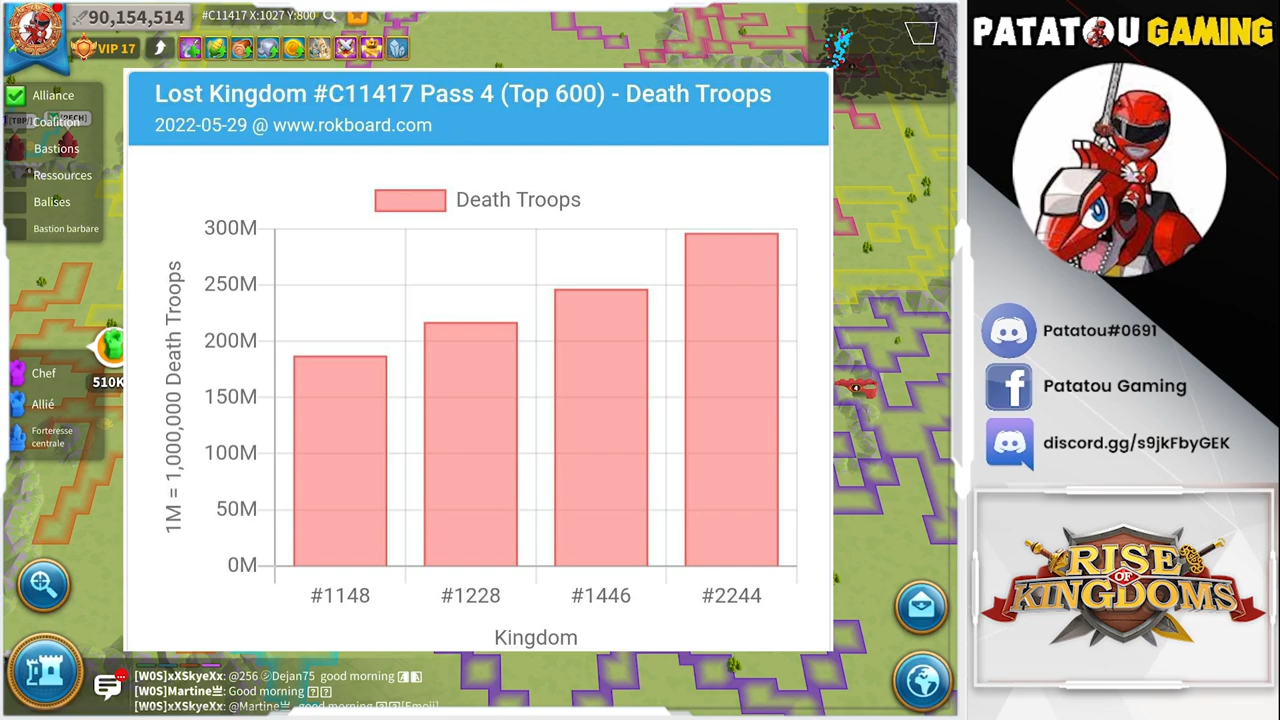 90,154,514
#C11417 X:1027 Y:800
VIP 17
Alliance
Coalition
Bastions
Ressources
Balises
Bastion barbare
Chef
Allié
Forteresse
centrale
510K
Lost Kingdom #C11417 Pass 4 (Top 600) - Death Troops
2022-05-29 @ www.rokboard.com
Death Troops
300M
250M
200M
150M
100M
50M
0M
1M = 1,000,000 Death Troops
#1148 #1228 #1446 #2244
Kingdom
[W0S]xXSkyeXx: @256 Dejan75 good morning
[W0S]Martine: Good morning
[W0S]xXSkyeXx: @Martine good morning [Emoji]
PATATOU GAMING
Patatou#0691
Patatou Gaming
discord.gg/s9jkFbyGEK
RISE
OF
KINGDOMS